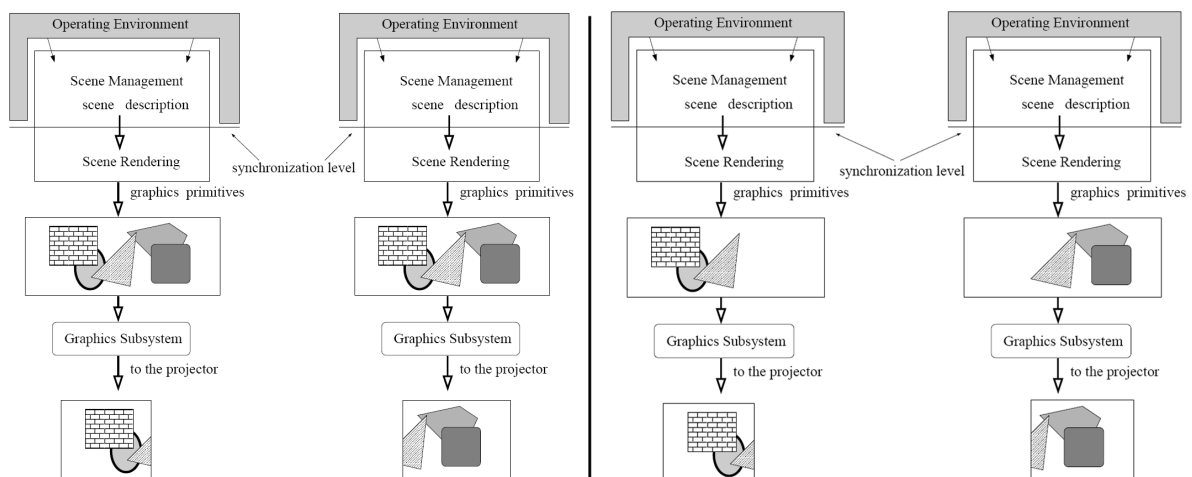 Operating Environment
Scene Management
scene description
Scene Rendering
graphics primitives
Graphics Subsystem
to the projector
synchronization level
Operating Environment
Scene Management
scene description
Scene Rendering
graphics primitives
Graphics Subsystem
to the projector
Operating Environment
Scene Management
scene description
Scene Rendering
graphics primitives
Graphics Subsystem
to the projector
synchronization level
Operating Environment
Scene Management
scene description
Scene Rendering
graphics primitives
Graphics Subsystem
to the projector